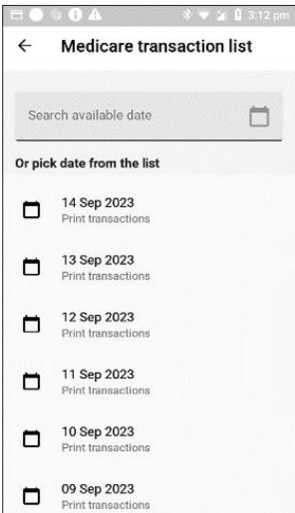 3:12 pm
Medicare transaction list
Search available date
Or pick date from the list
14 Sep 2023
Print transactions
13 Sep 2023
Print transactions
12 Sep 2023
Print transactions
11 Sep 2023
Print transactions
10 Sep 2023
Print transactions
09 Sep 2023
Print transactions